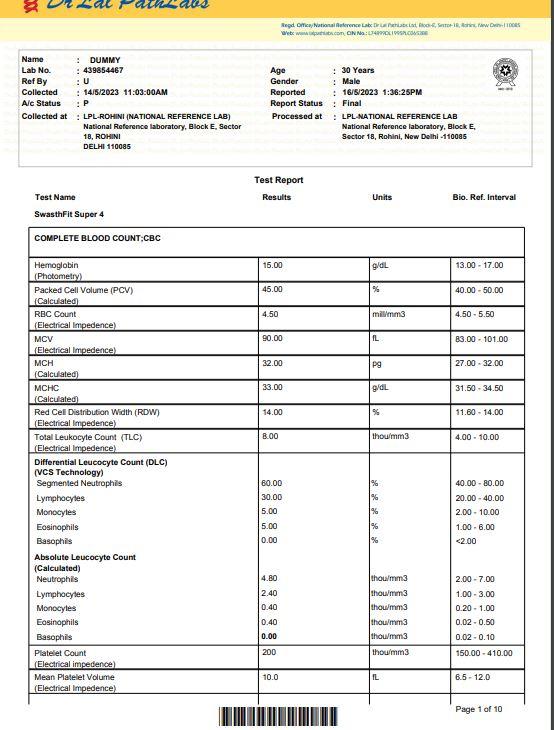 Dr Lal PathLabs
Regd. Office/National Reference Lab: Dr Lal PathLabs Ltd, Block-E, Sector-18, Rohini, New Delhi-110085
Web: www.lalpathlabs.com, CIN No.: L74899DL1995PLC065388
Name : DUMMY
Lab No. : 439854467 Age : 30 Years
Ref By : U Gender : Male
Collected : 14/5/2023 11:03:00AM Reported : 16/5/2023 1:36:25PM
A/c Status : P Report Status : Final
Collected at : LPL-ROHINI (NATIONAL REFERENCE LAB) Processed at : LPL-NATIONAL REFERENCE LAB
National Reference laboratory, Block E, Sector National Reference laboratory, Block E,
18, ROHINI Sector 18, Rohini, New Delhi -110085
DELHI 110085
Test Report
Test Name Results Units Bio. Ref. Interval
SwasthFit Super 4
COMPLETE BLOOD COUNT;CBC
Hemoglobin 15.00 g/dL 13.00 - 17.00
(Photometry)
Packed Cell Volume (PCV) 45.00 % 40.00 - 50.00
(Calculated)
RBC Count 4.50 mill/mm3 4.50 - 5.50
(Electrical Impedence)
MCV 90.00 fL 83.00 - 101.00
(Electrical Impedence)
MCH 32.00 pg 27.00 - 32.00
(Calculated)
MCHC 33.00 g/dL 31.50 - 34.50
(Calculated)
Red Cell Distribution Width (RDW) 14.00 % 11.60 - 14.00
(Electrical Impedence)
Total Leukocyte Count (TLC) 8.00 thou/mm3 4.00 - 10.00
(Electrical Impedence)
Differential Leucocyte Count (DLC)
(VCS Technology)
Segmented Neutrophils 60.00 % 40.00 - 80.00
Lymphocytes 30.00 % 20.00 - 40.00
Monocytes 5.00 % 2.00 - 10.00
Eosinophils 5.00 % 1.00 - 6.00
Basophils 0.00 % <2.00
Absolute Leucocyte Count
(Calculated)
Neutrophils 4.80 thou/mm3 2.00 - 7.00
Lymphocytes 2.40 thou/mm3 1.00 - 3.00
Monocytes 0.40 thou/mm3 0.20 - 1.00
Eosinophils 0.40 thou/mm3 0.02 - 0.50
Basophils 0.00 thou/mm3 0.02 - 0.10
Platelet Count 200 thou/mm3 150.00 - 410.00
(Electrical impedence)
Mean Platelet Volume 10.0 fL 6.5 - 12.0
(Electrical Impedence)
Page 1 of 10